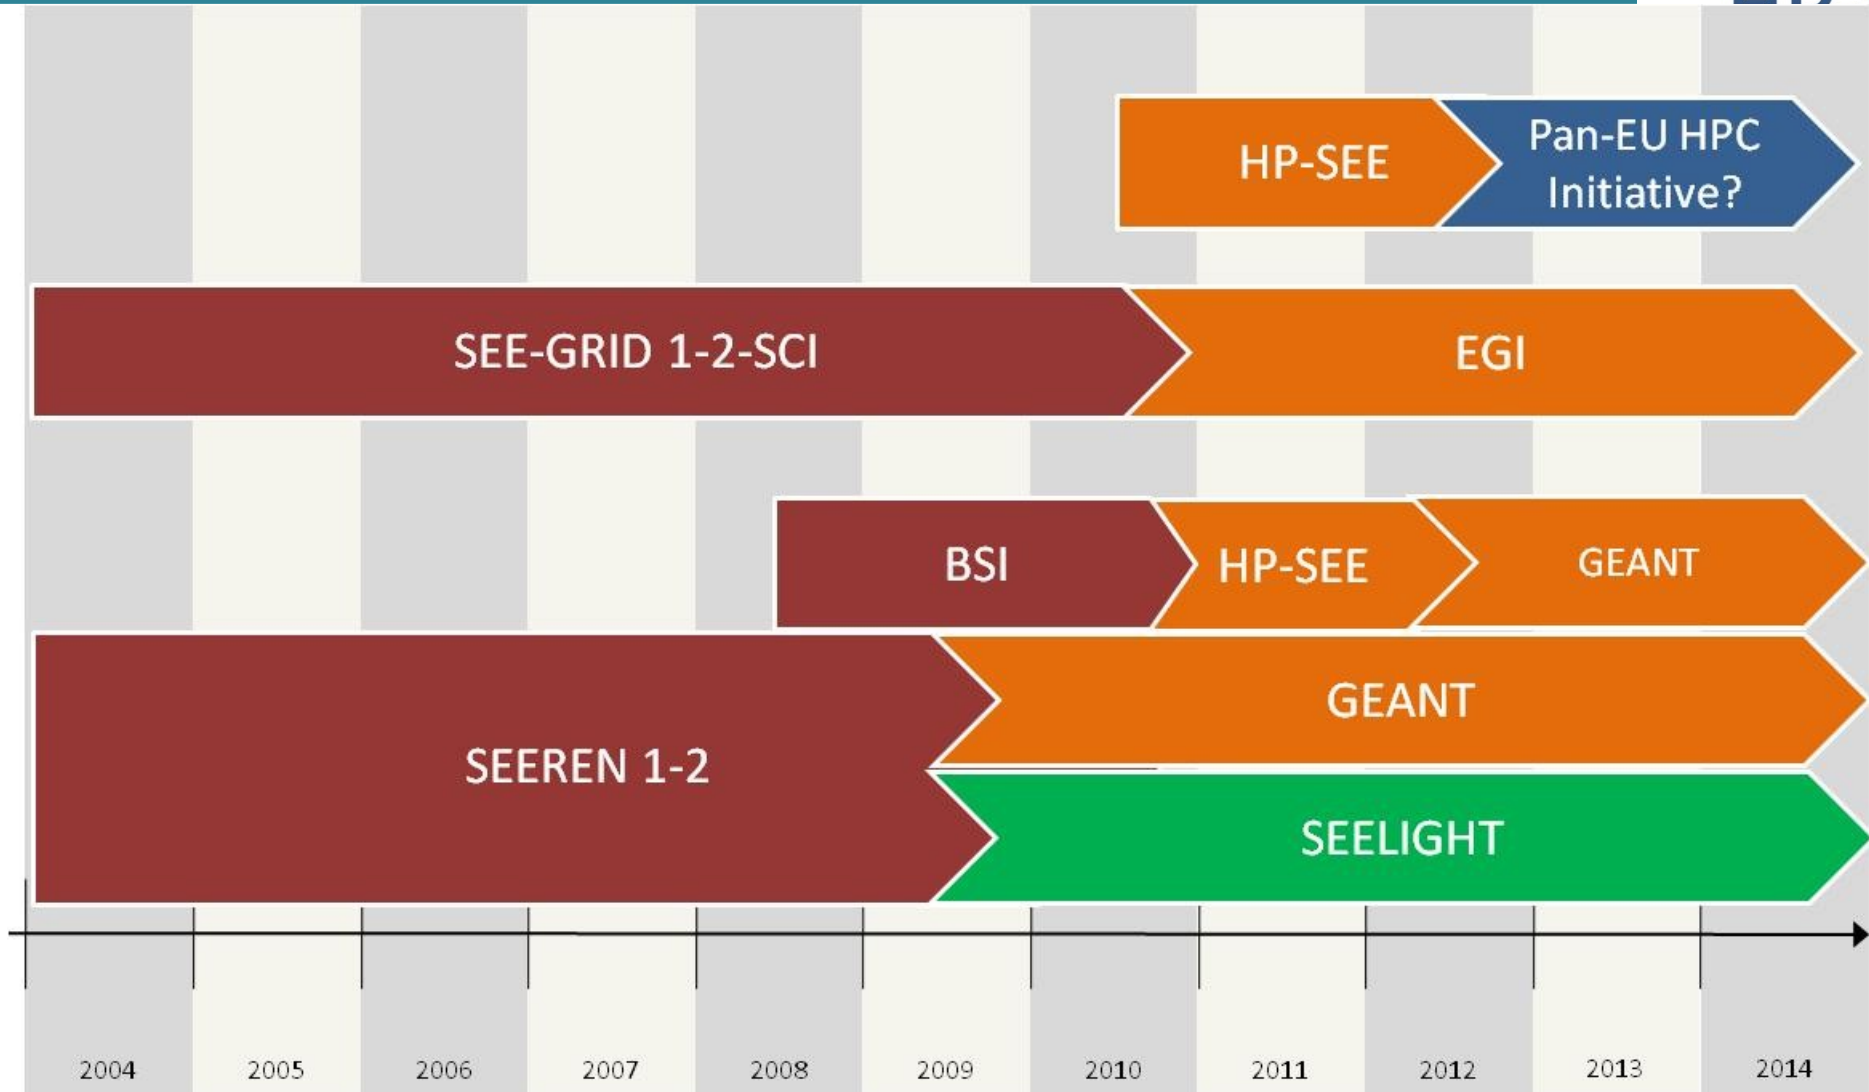 HP-SEE
Pan-EU HPC
Initiative?
SEE-GRID 1-2-SCI
EGI
BSI
HP-SEE
GEANT
SEEREN 1-2
GEANT
SEELIGHT
2004 2005 2006 2007 2008 2009 2010 2011 2012 2013 2014